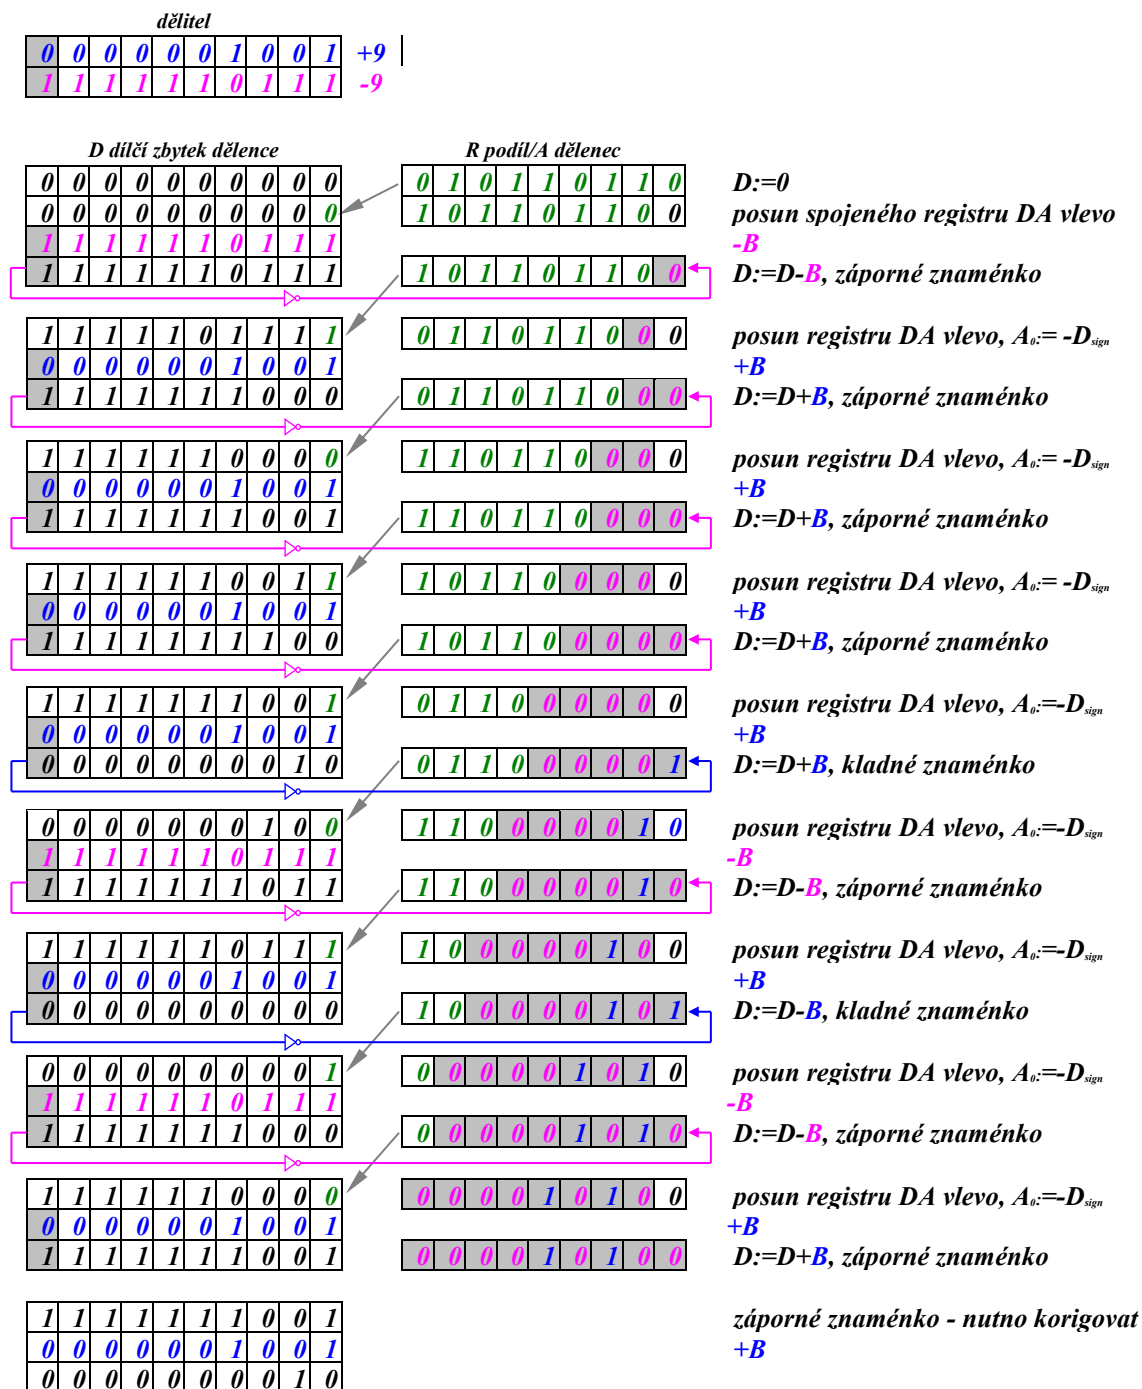 dělitel
0 0 0 0 0 0 1 0 0 1 +9
1 1 1 1 1 1 0 1 1 1 -9
D dílčí zbytek dělence R podíl/A dělenec
0 0 0 0 0 0 0 0 0 0 0 1 0 1 1 0 1 1 0 D:=0
0 0 0 0 0 0 0 0 0 0 1 0 1 1 0 1 1 0 0 posun spojeného registru DA vlevo
1 1 1 1 1 1 0 1 1 1 -B
1 1 1 1 1 1 0 1 1 1 1 0 1 1 0 1 1 0 0 D:=D-B, záporné znaménko
1 1 1 1 1 0 1 1 1 1 0 1 1 0 1 1 0 0 0 posun registru DA vlevo, A₀:= -Dsign
0 0 0 0 0 0 1 0 0 1 +B
1 1 1 1 1 1 1 0 0 0 0 1 1 0 1 1 0 0 0 D:=D+B, záporné znaménko
1 1 1 1 1 1 0 0 0 0 1 1 0 1 1 0 0 0 0 posun registru DA vlevo, A₀:= -Dsign
0 0 0 0 0 0 1 0 0 1 +B
1 1 1 1 1 1 1 0 0 1 1 1 0 1 1 0 0 0 0 D:=D+B, záporné znaménko
1 1 1 1 1 1 0 0 1 1 1 0 1 1 0 0 0 0 0 posun registru DA vlevo, A₀:= -Dsign
0 0 0 0 0 0 1 0 0 1 +B
1 1 1 1 1 1 1 1 0 0 1 0 1 1 0 0 0 0 0 D:=D+B, záporné znaménko
1 1 1 1 1 1 1 0 0 1 0 1 1 0 0 0 0 0 0 posun registru DA vlevo, A₀:=-Dsign
0 0 0 0 0 0 1 0 0 1 +B
0 0 0 0 0 0 0 0 1 0 0 1 1 0 0 0 0 0 1 D:=D+B, kladné znaménko
0 0 0 0 0 0 0 1 0 0 1 1 0 0 0 0 0 1 0 posun registru DA vlevo, A₀:=-Dsign
1 1 1 1 1 1 0 1 1 1 -B
1 1 1 1 1 1 1 0 1 1 1 1 0 0 0 0 0 1 0 D:=D-B, záporné znaménko
1 1 1 1 1 1 0 1 1 1 1 0 0 0 0 0 1 0 0 posun registru DA vlevo, A₀:=-Dsign
0 0 0 0 0 0 1 0 0 1 +B
0 0 0 0 0 0 0 0 0 0 1 0 0 0 0 0 1 0 1 D:=D-B, kladné znaménko
0 0 0 0 0 0 0 0 0 1 0 0 0 0 0 1 0 1 0 posun registru DA vlevo, A₀:=-Dsign
1 1 1 1 1 1 0 1 1 1 -B
1 1 1 1 1 1 1 0 0 0 0 0 0 0 0 1 0 1 0 D:=D-B, záporné znaménko
1 1 1 1 1 1 0 0 0 0 0 0 0 0 1 0 1 0 0 posun registru DA vlevo, A₀:=-Dsign
0 0 0 0 0 0 1 0 0 1 +B
1 1 1 1 1 1 1 0 0 1 0 0 0 0 1 0 1 0 0 D:=D+B, záporné znaménko
1 1 1 1 1 1 1 0 0 1 záporné znaménko - nutno korigovat
0 0 0 0 0 0 1 0 0 1 +B
0 0 0 0 0 0 0 0 1 0